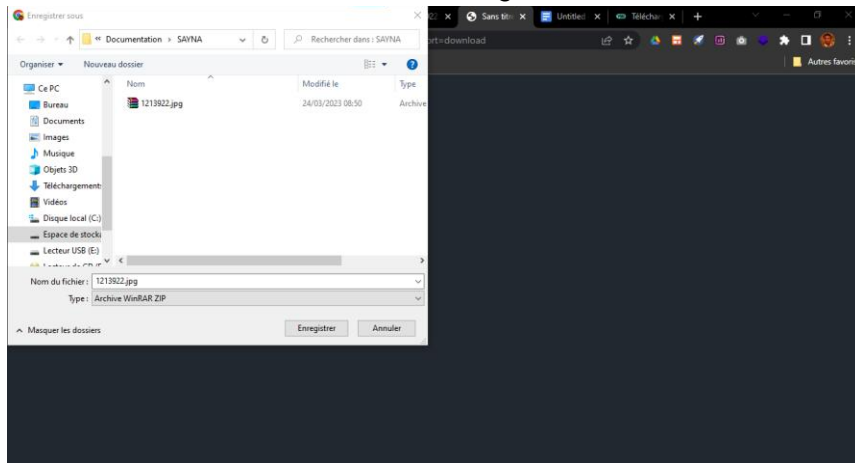 Enregistrer sous
922
Sans titr
Untitled
Téléchar
Documentation > SAYNA
Rechercher dans : SAYNA
ort=download
Organiser
Nouveau dossier
Autres favoris
Ce PC
Nom
Modifié le
Type
Bureau
1213922.jpg
24/03/2023 08:50
Archive
Documents
Images
Musique
Objets 3D
Téléchargement
Vidéos
Disque local (C:)
Espace de stocka
Lecteur USB (E:)
Nom du fichier : 1213922.jpg
Type : Archive WinRAR ZIP
Masquer les dossiers
Enregistrer
Annuler